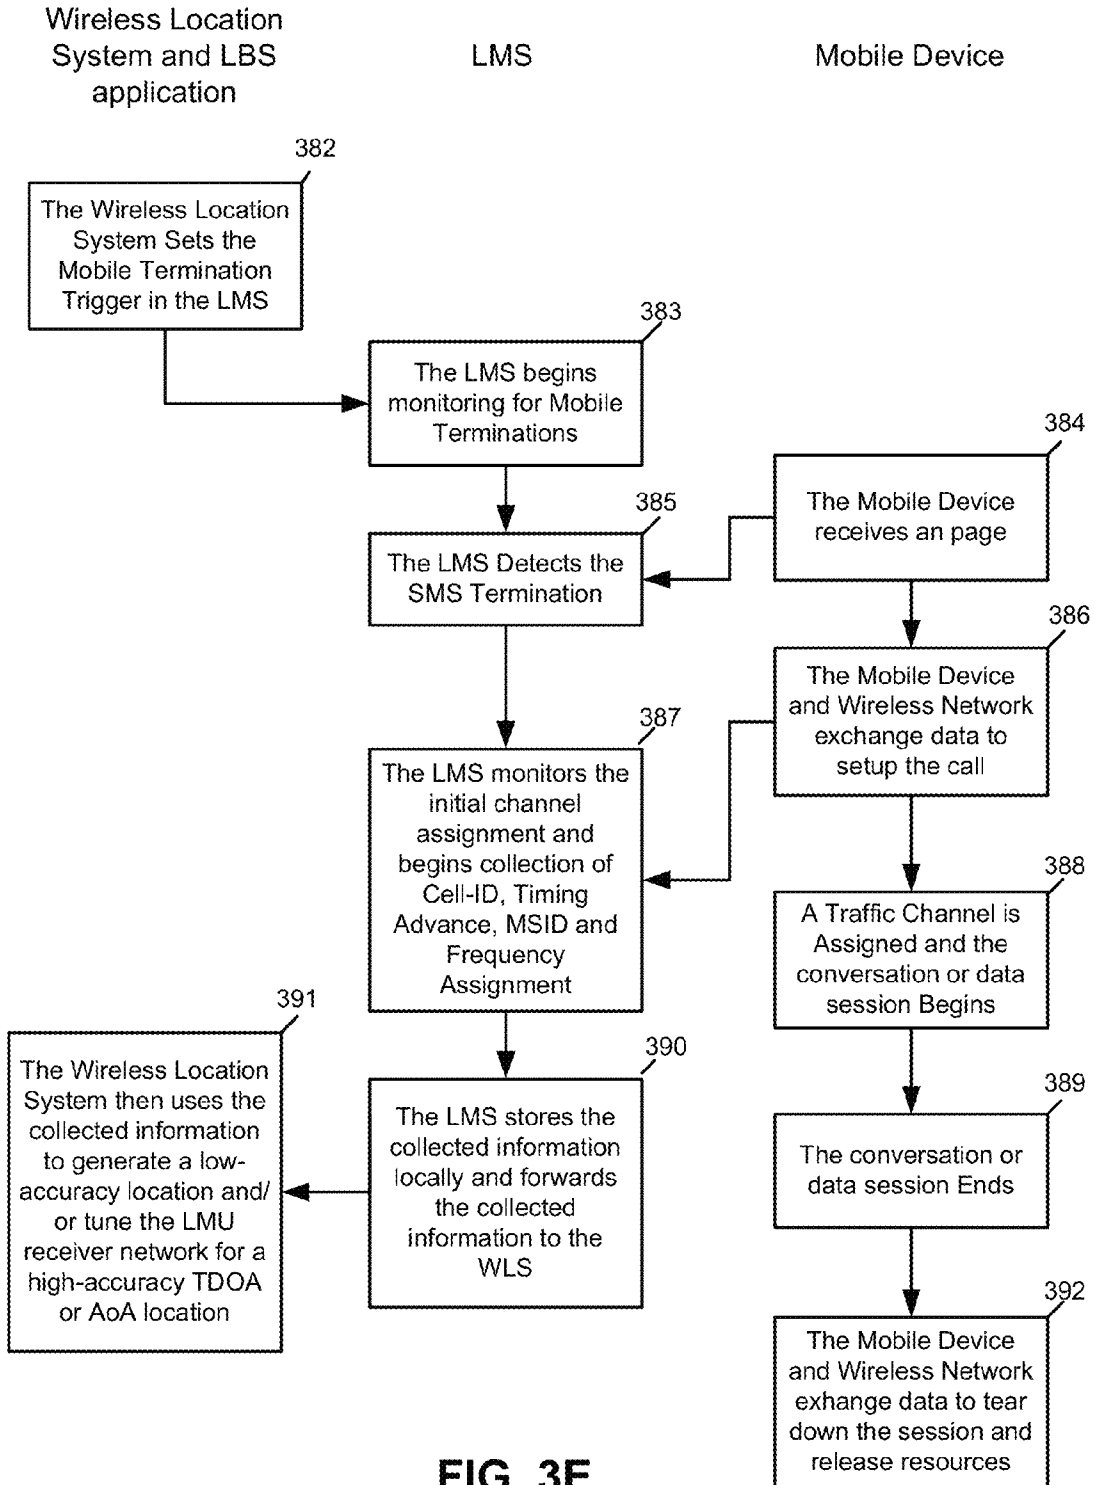 Wireless Location
System and LBS
application
LMS
Mobile Device
382
The Wireless Location
System Sets the
Mobile Termination
Trigger in the LMS
383
The LMS begins
monitoring for Mobile
Terminations
384
The Mobile Device
receives an page
385
The LMS Detects the
SMS Termination
386
The Mobile Device
and Wireless Network
exchange data to
setup the call
387
The LMS monitors the
initial channel
assignment and
begins collection of
Cell-ID, Timing
Advance, MSID and
Frequency
Assignment
388
A Traffic Channel is
Assigned and the
conversation or data
session Begins
389
The conversation or
data session Ends
390
The LMS stores the
collected information
locally and forwards
the collected
information to the
WLS
391
The Wireless Location
System then uses the
collected information
to generate a low-
accuracy location and/
or tune the LMU
receiver network for a
high-accuracy TDOA
or AoA location
392
The Mobile Device
and Wireless Network
exhange data to tear
down the session and
release resources
FIG. 3E